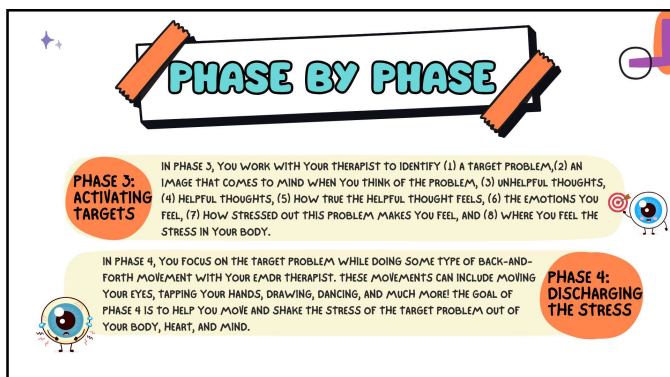 PHASE BY PHASE
PHASE 3:
ACTIVATING
TARGETS
IN PHASE 3, YOU WORK WITH YOUR THERAPIST TO IDENTIFY (1) A TARGET PROBLEM,(2) AN
IMAGE THAT COMES TO MIND WHEN YOU THINK OF THE PROBLEM, (3) UNHELPFUL THOUGHTS,
(4) HELPFUL THOUGHTS, (5) HOW TRUE THE HELPFUL THOUGHT FEELS, (6) THE EMOTIONS YOU
FEEL, (7) HOW STRESSED OUT THIS PROBLEM MAKES YOU FEEL, AND (8) WHERE YOU FEEL THE
STRESS IN YOUR BODY.
IN PHASE 4, YOU FOCUS ON THE TARGET PROBLEM WHILE DOING SOME TYPE OF BACK-AND-
FORTH MOVEMENT WITH YOUR EMDR THERAPIST. THESE MOVEMENTS CAN INCLUDE MOVING
YOUR EYES, TAPPING YOUR HANDS, DRAWING, DANCING, AND MUCH MORE! THE GOAL OF
PHASE 4 IS TO HELP YOU MOVE AND SHAKE THE STRESS OF THE TARGET PROBLEM OUT OF
YOUR BODY, HEART, AND MIND.
PHASE 4:
DISCHARGING
THE STRESS